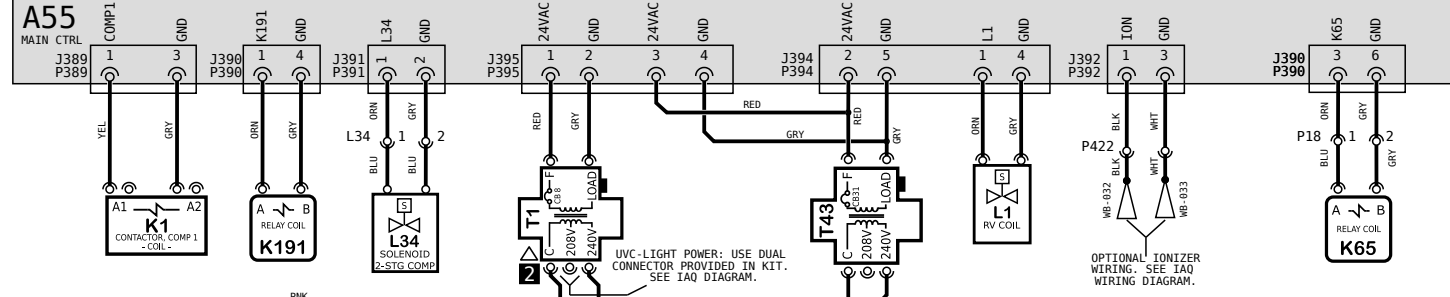 A55
MAIN CTRL
COMP1 GND K191 GND L34 GND 24VAC GND 24VAC GND 24VAC GND L1 GND ION GND K65 GND
J389 1 3 J390 1 4 J391 1 2 J395 1 2 3 4 J394 2 5 1 4 J392 1 3 J390 3 6
P389 P390 P391 P395 P394 P392 P390
RED
YEL GRY ORN GRY ORN GRY RED GRY RED ORN GRY BLK WHT ORN GRY
GRY GRY
L34 1 2 P422 P18 1 2
BLU BLU BLK WHT BLU GRY
F LOAD F LOAD
CB8 CB31
S S
A1 A2 A B T1 T43 WB-032 WB-033 A B
K1 RELAY COIL L34 L1 RELAY COIL
CONTACTOR, COMP 1 K191 SOLENOID RV COIL K65
- COIL - 2-STG COMP
C 208V 240V C 208V 240V
2
UVC-LIGHT POWER: USE DUAL
CONNECTOR PROVIDED IN KIT.
SEE IAQ DIAGRAM.
OPTIONAL IONIZER
WIRING. SEE IAQ
WIRING DIAGRAM.